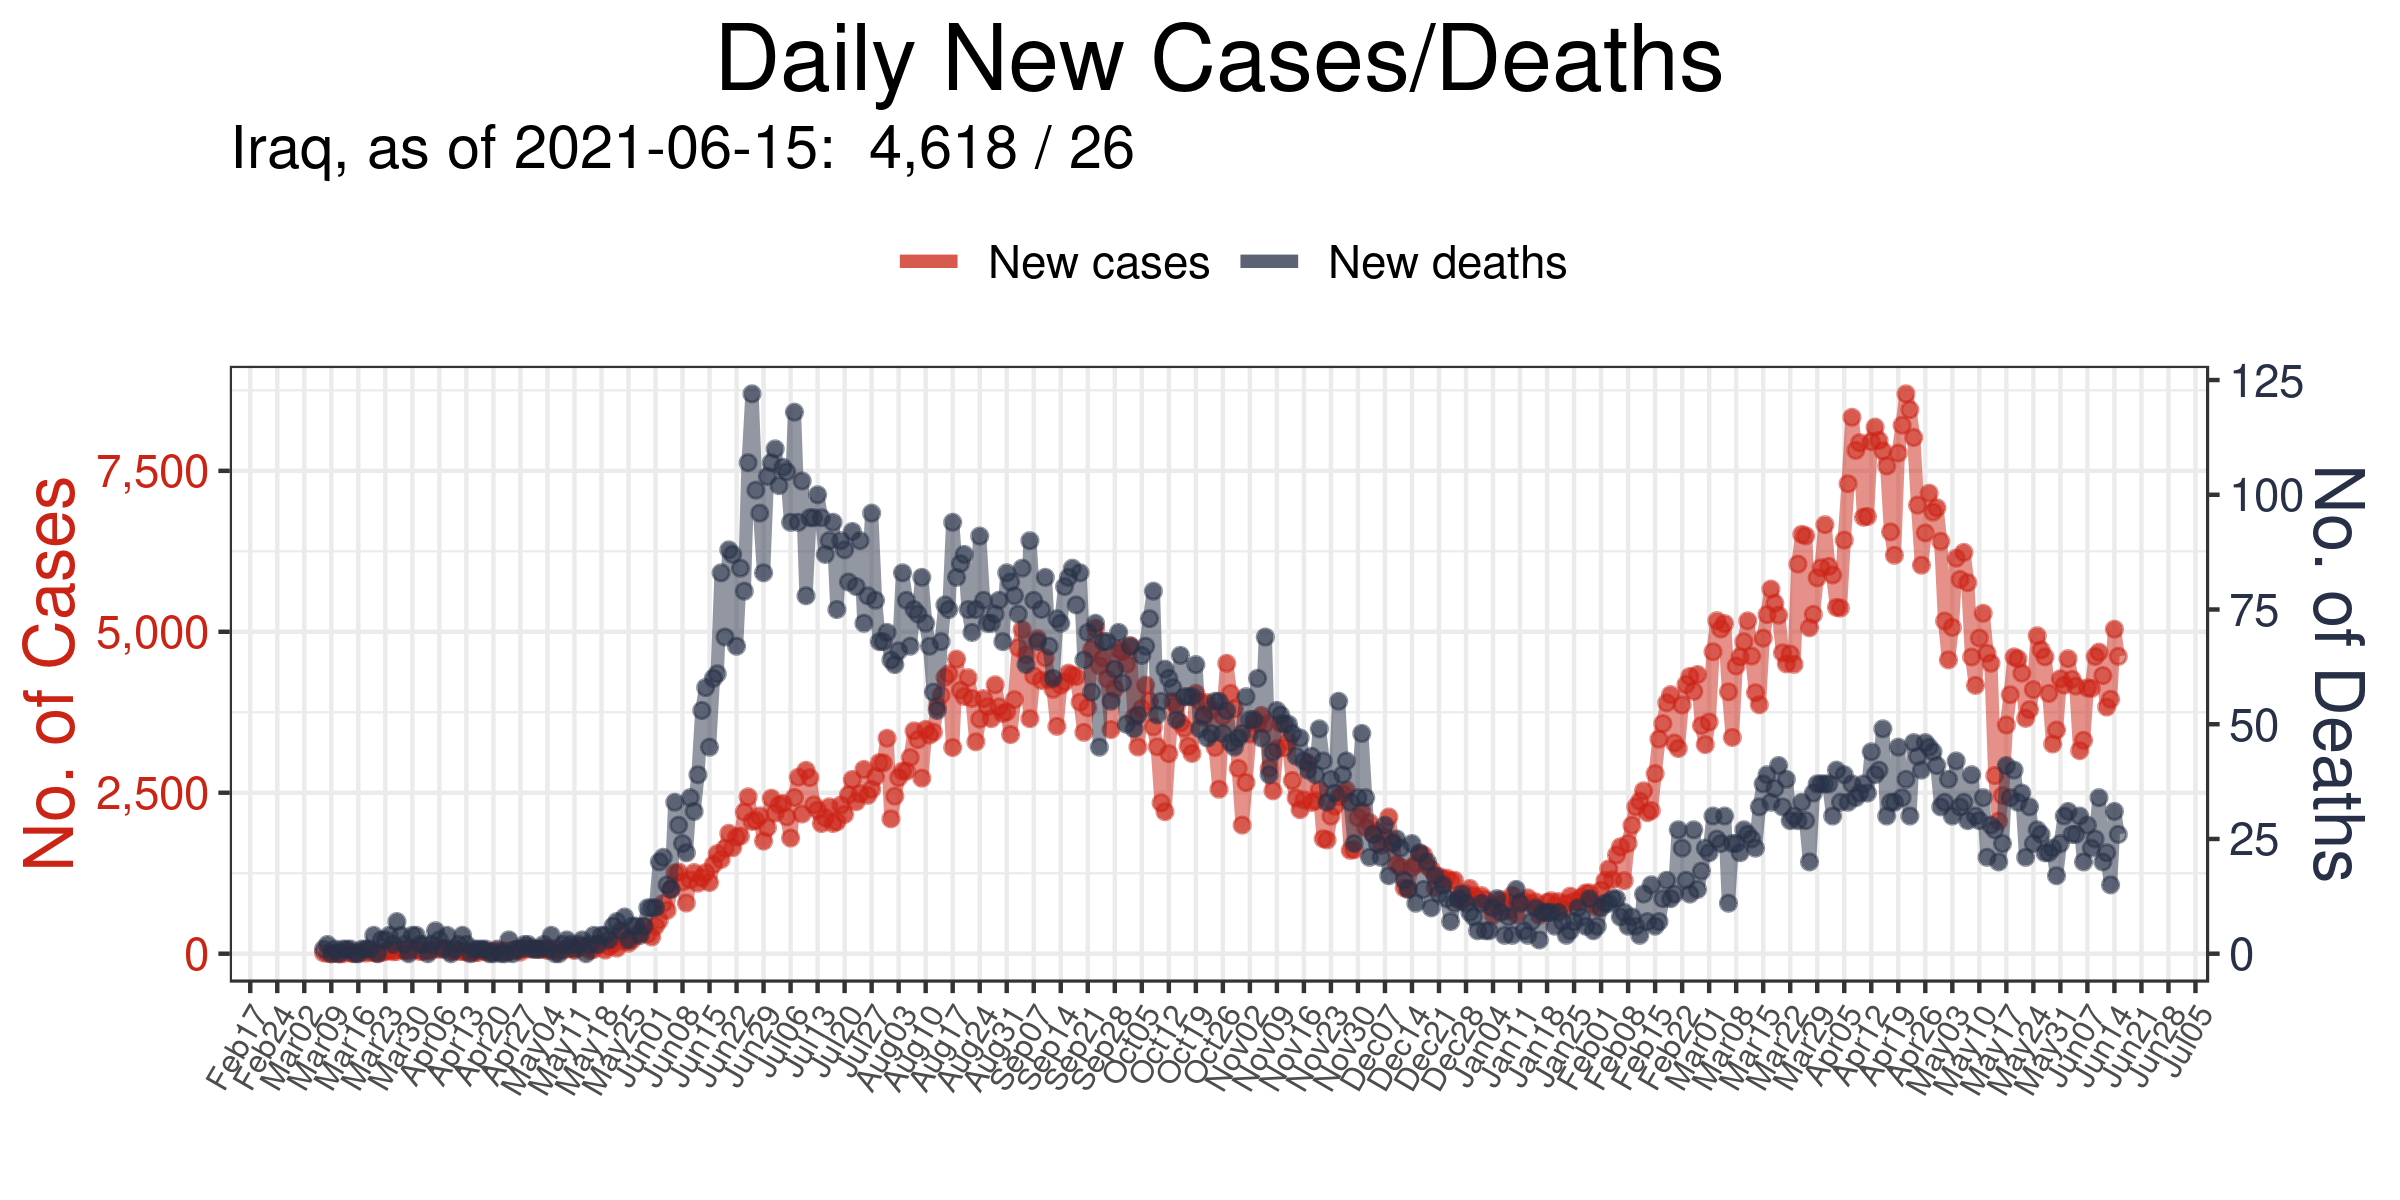 Daily New Cases/Deaths
Iraq, as of 2021-06-15:  4,618 / 26
New cases
New deaths
No. of Cases
7,500
5,000
2,500
0
125
100
75
50
25
0
No. of Deaths
Feb17
Feb24
Mar02
Mar09
Mar16
Mar23
Mar30
Apr06
Apr13
Apr20
Apr27
May04
May11
May18
May25
Jun01
Jun08
Jun15
Jun22
Jun29
Jul06
Jul13
Jul20
Jul27
Aug03
Aug10
Aug17
Aug24
Aug31
Sep07
Sep14
Sep21
Sep28
Oct05
Oct12
Oct19
Oct26
Nov02
Nov09
Nov16
Nov23
Nov30
Dec07
Dec14
Dec21
Dec28
Jan04
Jan11
Jan18
Jan25
Feb01
Feb08
Feb15
Feb22
Mar01
Mar08
Mar15
Mar22
Mar29
Apr05
Apr12
Apr19
Apr26
May03
May10
May17
May24
May31
Jun07
Jun14
Jun21
Jun28
Jul05